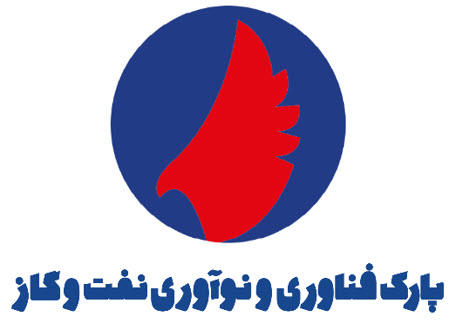 پارک فناوری و نوآوری نفت و گاز